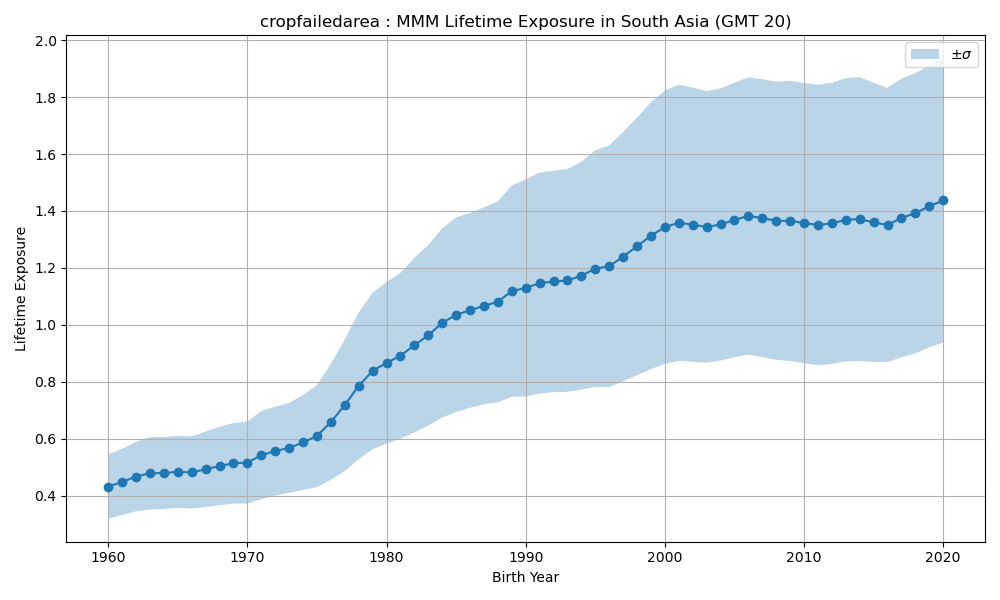 cropfailedarea : MMM Lifetime Exposure in South Asia (GMT 20)
±σ
Lifetime Exposure
2.0
1.8
1.6
1.4
1.2
1.0
0.8
0.6
0.4
1960 1970 1980 1990 2000 2010 2020
Birth Year